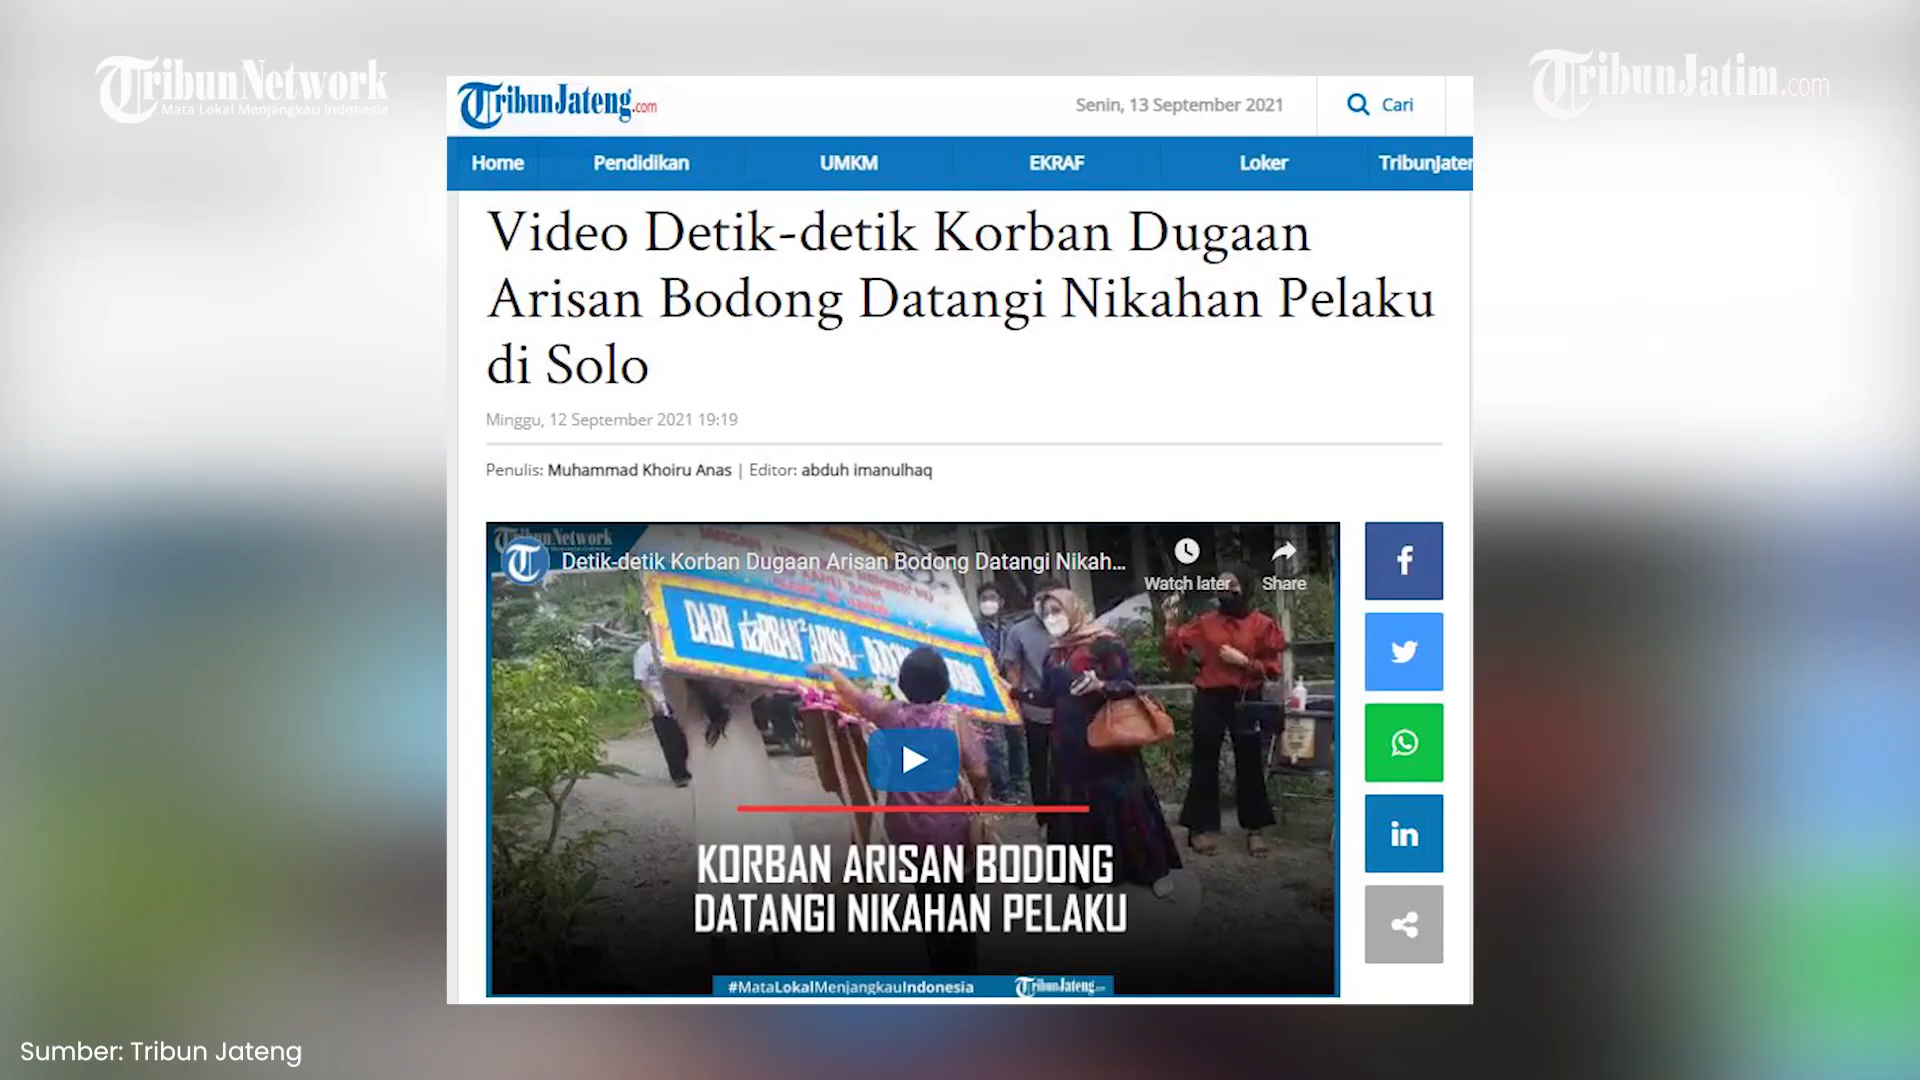 TribunNetwork
Mata Lokal Menjangkau Indonesia
TribunJatim.com
TribunJateng.com
Senin, 13 September 2021
Cari
Home
Pendidikan
UMKM
EKRAF
Loker
TribunJaten
Video Detik-detik Korban Dugaan
Arisan Bodong Datangi Nikahan Pelaku
di Solo
Minggu, 12 September 2021 19:19
Penulis: Muhammad Khoiru Anas | Editor: abduh imanulhaq
TribunNetwork
Detik-detik Korban Dugaan Arisan Bodong Datangi Nikah...
Watch later
Share
DARI KORBAN² ARISAN
KORBAN ARISAN BODONG
DATANGI NIKAHAN PELAKU
#MataLokalMenjangkauIndonesia
TribunJateng.com
Sumber: Tribun Jateng